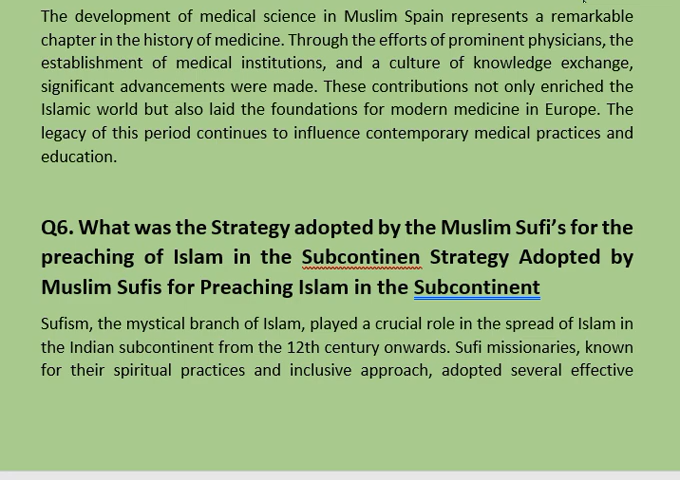 The development of medical science in Muslim Spain represents a remarkable
chapter in the history of medicine. Through the efforts of prominent physicians, the
establishment of medical institutions, and a culture of knowledge exchange,
significant advancements were made. These contributions not only enriched the
Islamic world but also laid the foundations for modern medicine in Europe. The
legacy of this period continues to influence contemporary medical practices and
education.
Q6. What was the Strategy adopted by the Muslim Sufi’s for the
preaching of Islam in the Subcontinen Strategy Adopted by
Muslim Sufis for Preaching Islam in the Subcontinent
Sufism, the mystical branch of Islam, played a crucial role in the spread of Islam in
the Indian subcontinent from the 12th century onwards. Sufi missionaries, known
for their spiritual practices and inclusive approach, adopted several effective